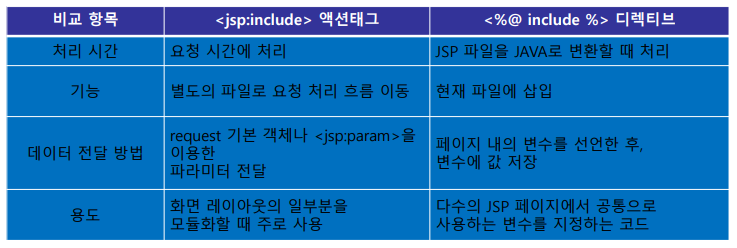 비교 항목 <jsp:include> 액션태그 <%@ include %> 디렉티브
처리 시간 요청 시간에 처리 JSP 파일을 JAVA로 변환할 때 처리
기능 별도의 파일로 요청 처리 흐름 이동 현재 파일에 삽입
데이터 전달 방법
request 기본 객체나 <jsp:param>을
이용한
파라미터 전달
페이지 내의 변수를 선언한 후,
변수에 값 저장
용도
화면 레이아웃의 일부분을
모듈화할 때 주로 사용
다수의 JSP 페이지에서 공통으로
사용하는 변수를 지정하는 코드